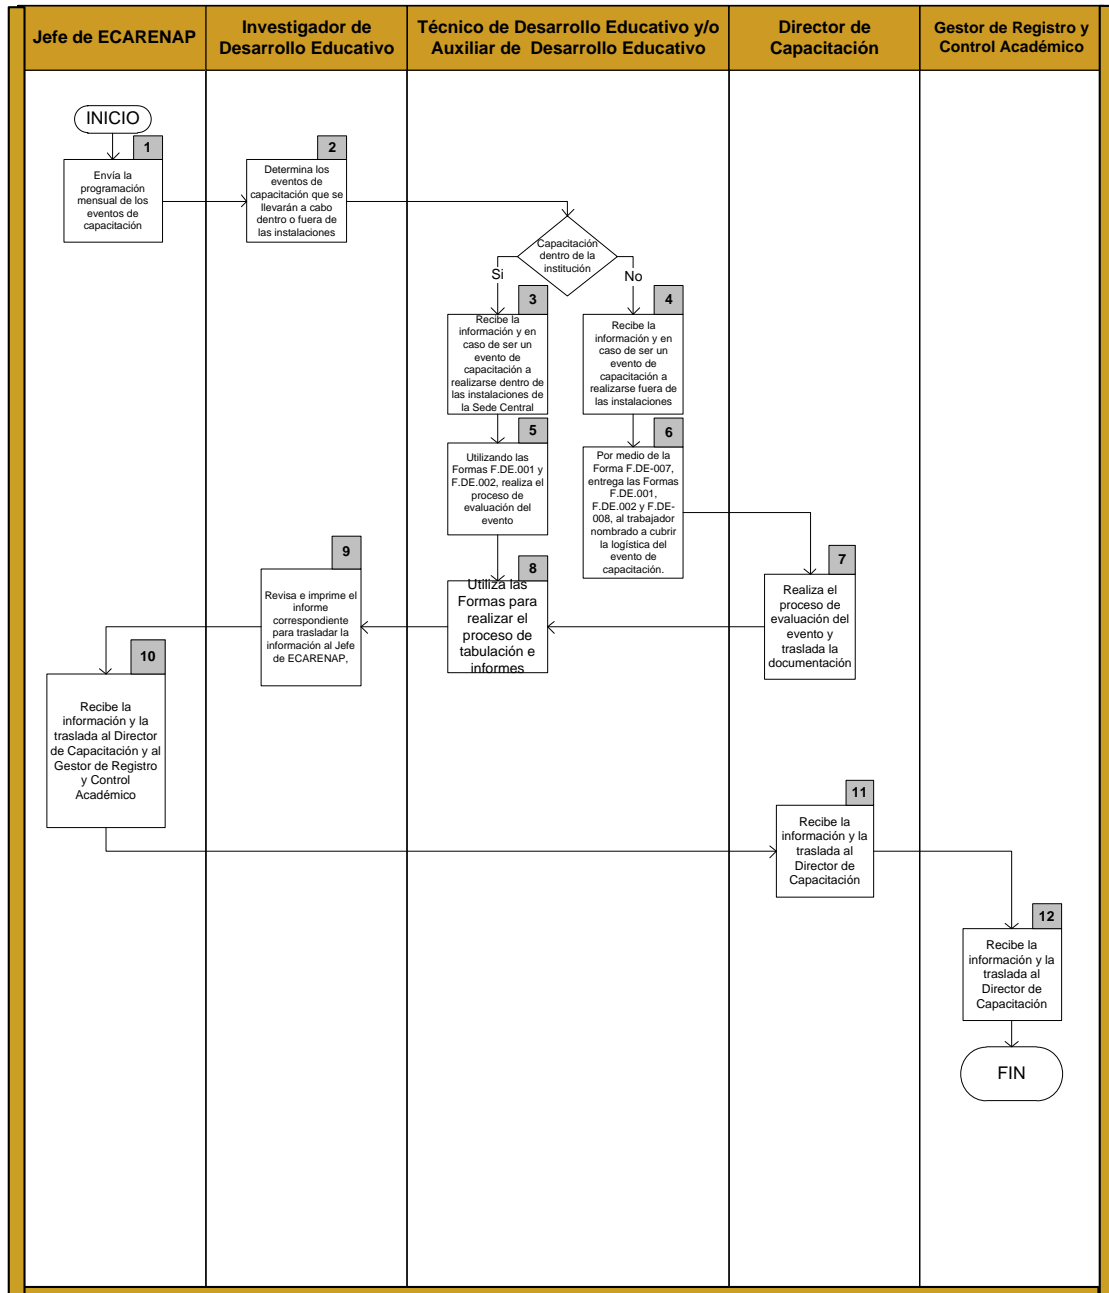 Jefe de ECARENAP
Investigador de
Desarrollo Educativo
Técnico de Desarrollo Educativo y/o
Auxiliar de Desarrollo Educativo
Director de
Capacitación
Gestor de Registro y
Control Académico
INICIO
1
Envía la
programación
mensual de los
eventos de
capacitación
2
Determina los
eventos de
capacitación que se
llevarán a cabo
dentro o fuera de
las instalaciones
Capacitación
dentro de la
institución
Si
No
3
Recibe la
información y en
caso de ser un
evento de
capacitación a
realizarse dentro de
las instalaciones de
la Sede Central
4
Recibe la
información y en
caso de ser un
evento de
capacitación a
realizarse fuera de
las instalaciones
5
Utilizando las
Formas F.DE.001 y
F.DE.002, realiza el
proceso de
evaluación del
evento
6
Por medio de la
Forma F.DE-007,
entrega las Formas
F.DE.001,
F.DE.002 y F.DE-
008, al trabajador
nombrado a cubrir
la logística del
evento de
capacitación.
7
Realiza el
proceso de
evaluación del
evento y
traslada la
documentación
8
Utiliza las
Formas para
realizar el
proceso de
tabulación e
informes
9
Revisa e imprime el
informe
correspondiente
para trasladar la
información al Jefe
de ECARENAP,
10
Recibe la
información y la
traslada al Director
de Capacitación y al
Gestor de Registro
y Control
Académico
11
Recibe la
información y la
traslada al
Director de
Capacitación
12
Recibe la
información y la
traslada al
Director de
Capacitación
FIN